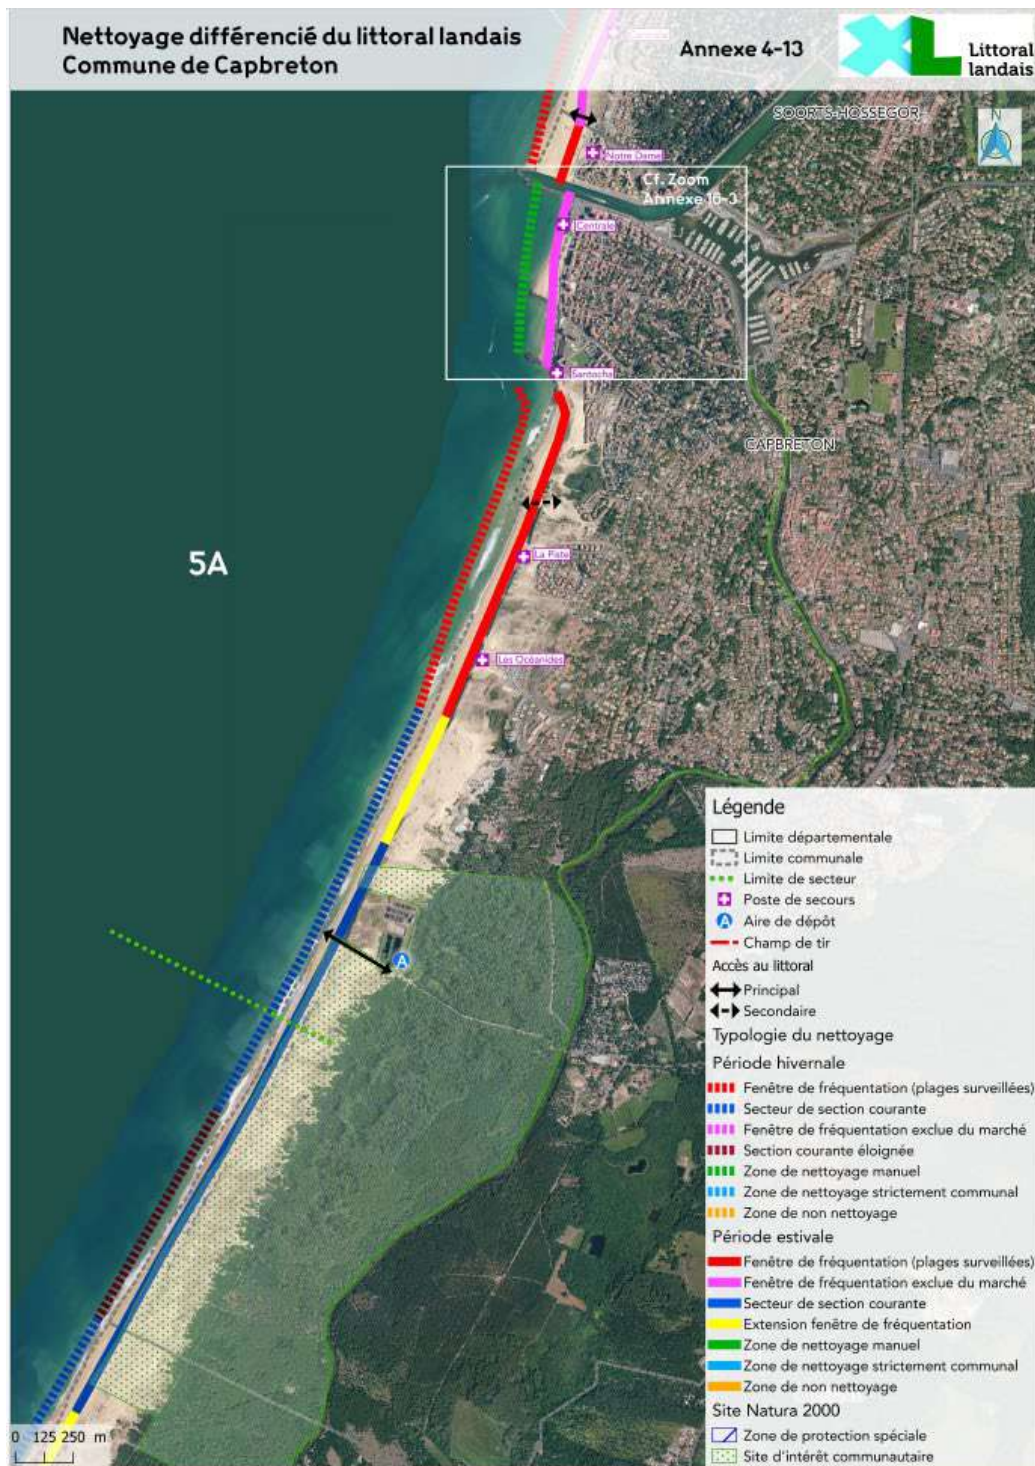 Nettoyage différencié du littoral landais
Commune de Capbreton
Annexe 4-13
XL
Littoral
landais
N
SOORTS-HOSSEGOR
Notre Dame
Cf. Zoom
Annexe 16-3
Centrale
Santocha
CAPBRETON
5A
La Piste
Les Océanides
A
Légende
Limite départementale
Limite communale
Limite de secteur
Poste de secours
A Aire de dépôt
Champ de tir
Accès au littoral
Principal
Secondaire
Typologie du nettoyage
Période hivernale
Fenêtre de fréquentation (plages surveillées)
Secteur de section courante
Fenêtre de fréquentation exclue du marché
Section courante éloignée
Zone de nettoyage manuel
Zone de nettoyage strictement communal
Zone de non nettoyage
Période estivale
Fenêtre de fréquentation (plages surveillées)
Fenêtre de fréquentation exclue du marché
Secteur de section courante
Extension fenêtre de fréquentation
Zone de nettoyage manuel
Zone de nettoyage strictement communal
Zone de non nettoyage
Site Natura 2000
Zone de protection spéciale
Site d'intérêt communautaire
0 125 250 m